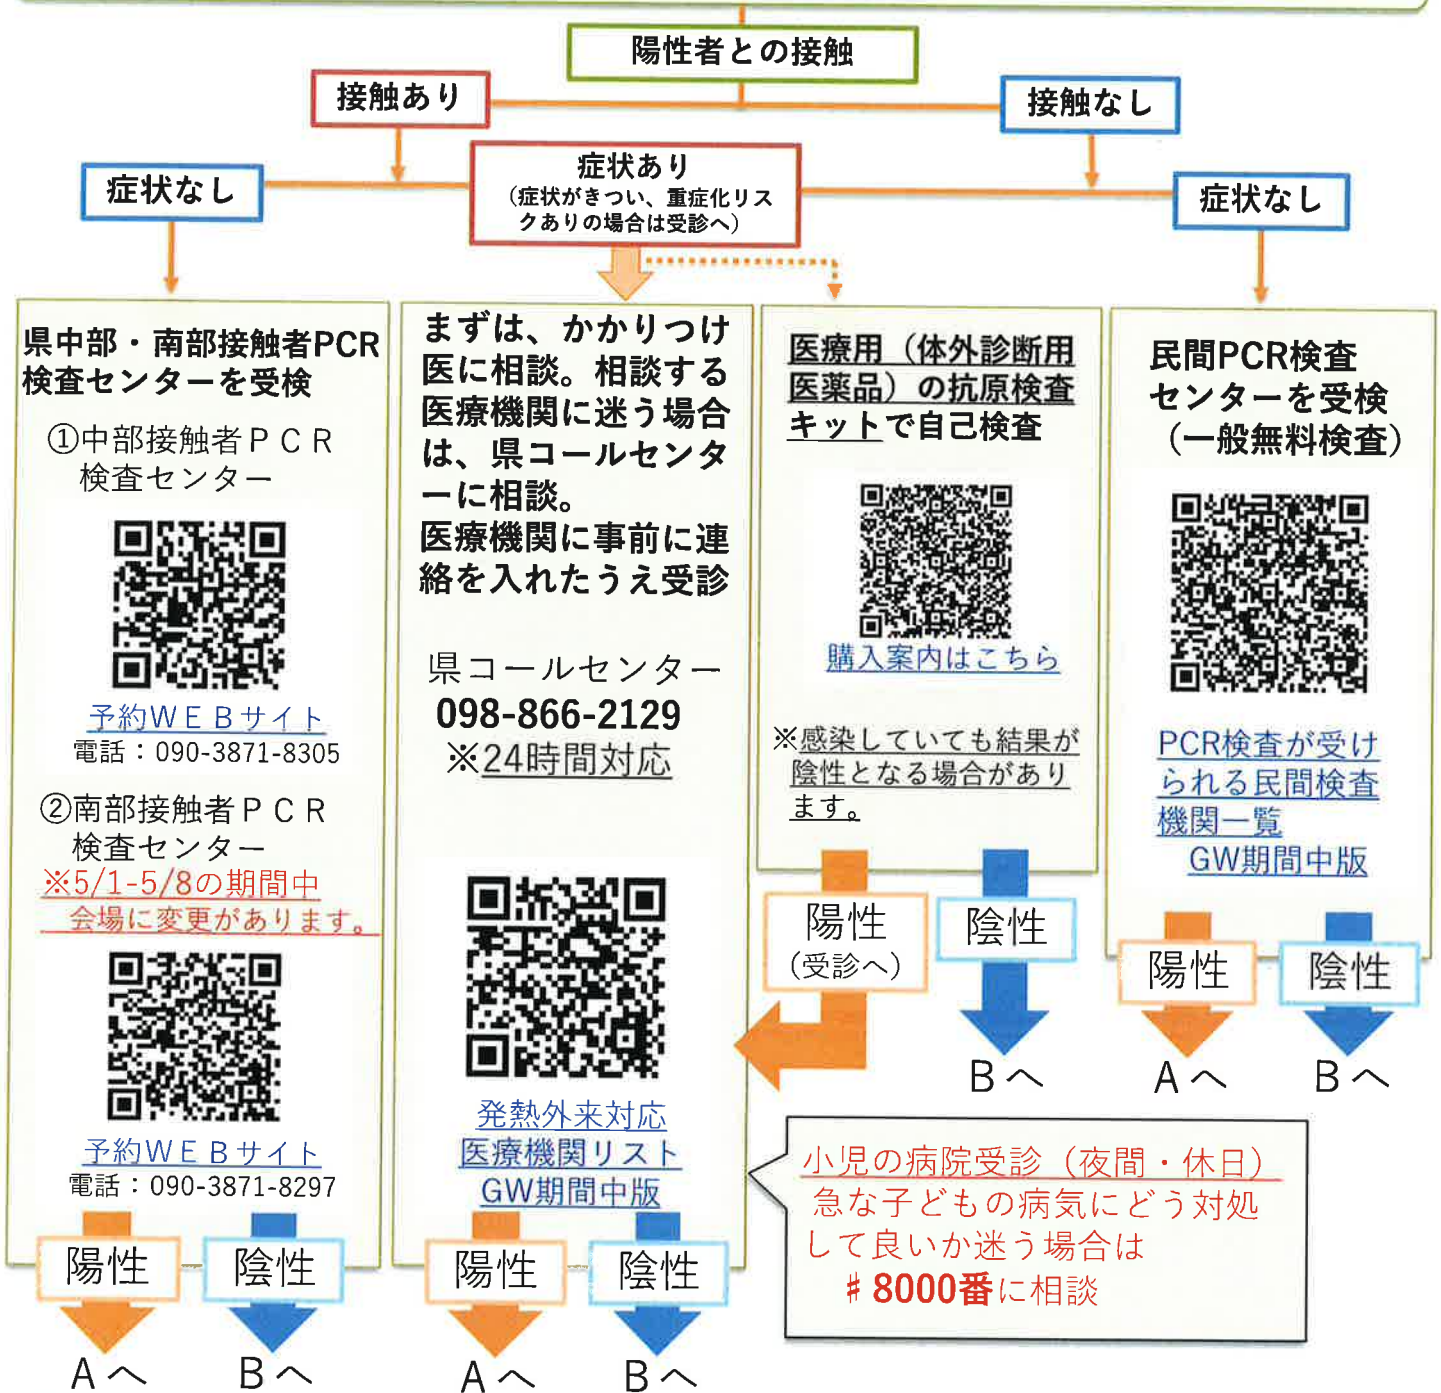 陽性者との接触
接触あり
接触なし
症状なし
症状あり
（症状がきつい、重症化リス
クありの場合は受診へ）
症状なし
県中部・南部接触者PCR
検査センターを受検
①中部接触者ＰＣＲ
検査センター
予約ＷＥＢサイト
電話：090-3871-8305
②南部接触者ＰＣＲ
検査センター
※5/1-5/8の期間中
会場に変更があります。
予約ＷＥＢサイト
電話：090-3871-8297
陽性
陰性
Aへ
Bへ
まずは、かかりつけ
医に相談。相談する
医療機関に迷う場合
は、県コールセンタ
ーに相談。
医療機関に事前に連
絡を入れたうえ受診
県コールセンター
098-866-2129
※24時間対応
発熱外来対応
医療機関リスト
GW期間中版
陽性
陰性
Aへ
Bへ
医療用（体外診断用
医薬品）の抗原検査
キットで自己検査
購入案内はこちら
※感染していても結果が
陰性となる場合があり
ます。
陽性
（受診へ）
陰性
Bへ
民間PCR検査
センターを受検
（一般無料検査）
PCR検査が受け
られる民間検査
機関一覧
GW期間中版
陽性
陰性
Aへ
Bへ
小児の病院受診（夜間・休日）
急な子どもの病気にどう対処
して良いか迷う場合は
♯8000番に相談